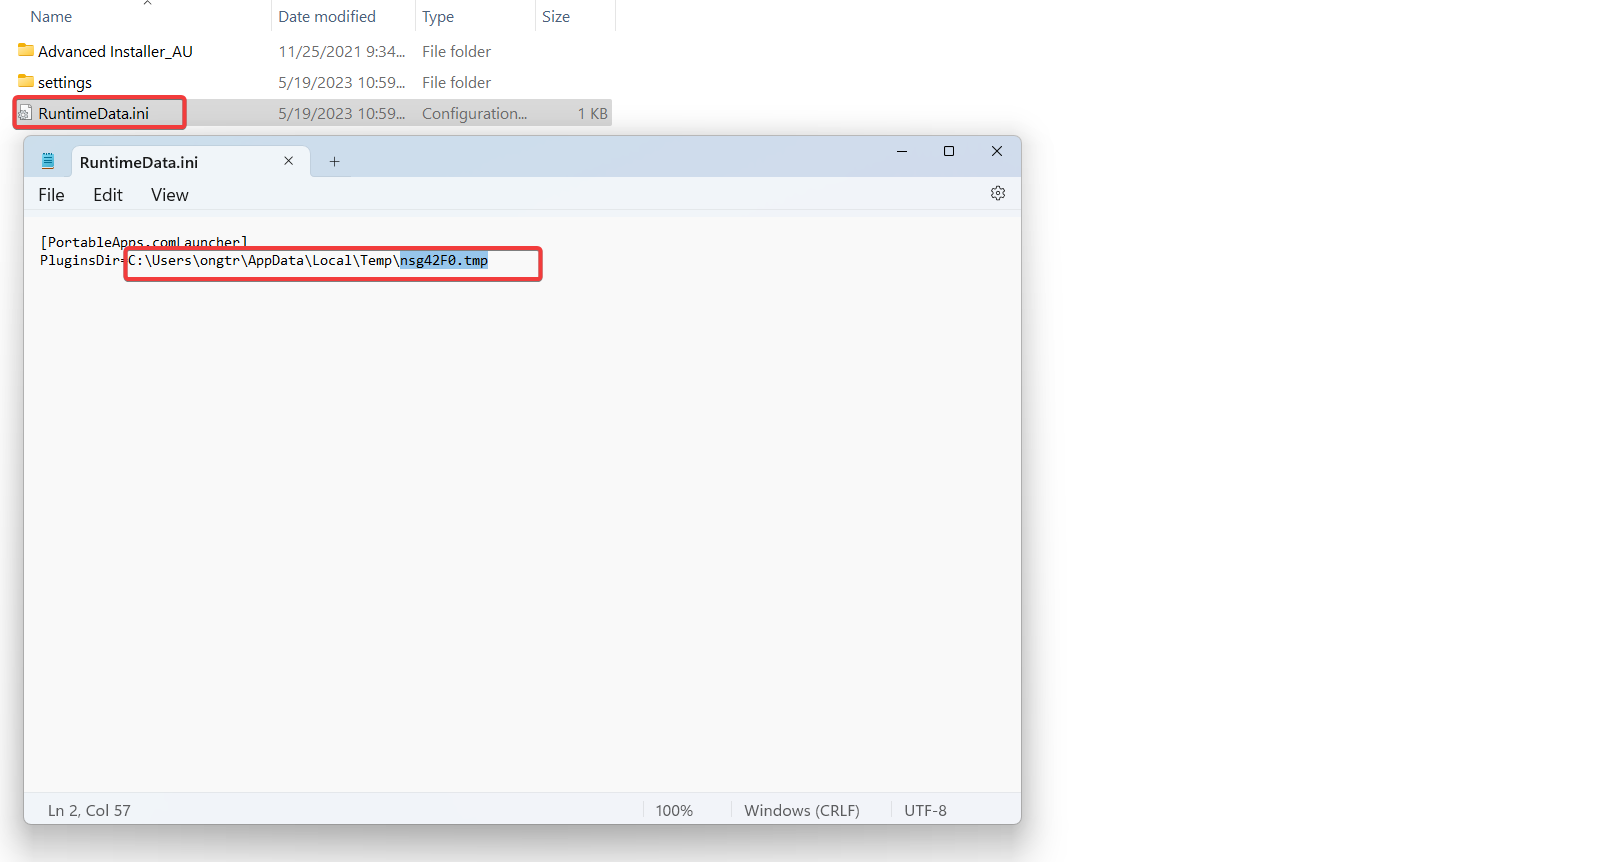 Name Date modified Type Size
Advanced Installer_AU 11/25/2021 9:34... File folder
settings 5/19/2023 10:59... File folder
RuntimeData.ini 5/19/2023 10:59... Configuration... 1 KB
RuntimeData.ini
File Edit View
[PortableApps.comLauncher]
PluginsDir=C:\Users\ongtr\AppData\Local\Temp\nsg42F0.tmp
Ln 2, Col 57 100% Windows (CRLF) UTF-8